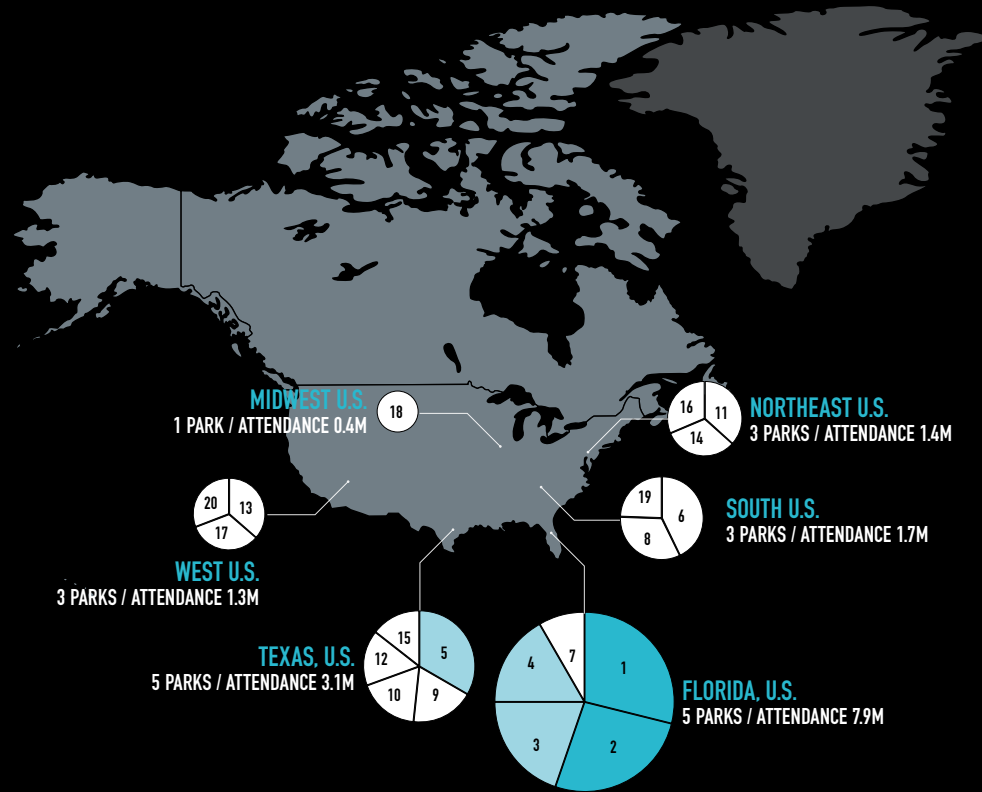 MIDWEST U.S.
1 PARK / ATTENDANCE 0.4M
18
16
11
14
NORTHEAST U.S.
3 PARKS / ATTENDANCE 1.4M
20
13
17
WEST U.S.
3 PARKS / ATTENDANCE 1.3M
19
6
8
SOUTH U.S.
3 PARKS / ATTENDANCE 1.7M
TEXAS, U.S.
5 PARKS / ATTENDANCE 3.1M
15
5
12
10
9
4
7
1
3
2
FLORIDA, U.S.
5 PARKS / ATTENDANCE 7.9M